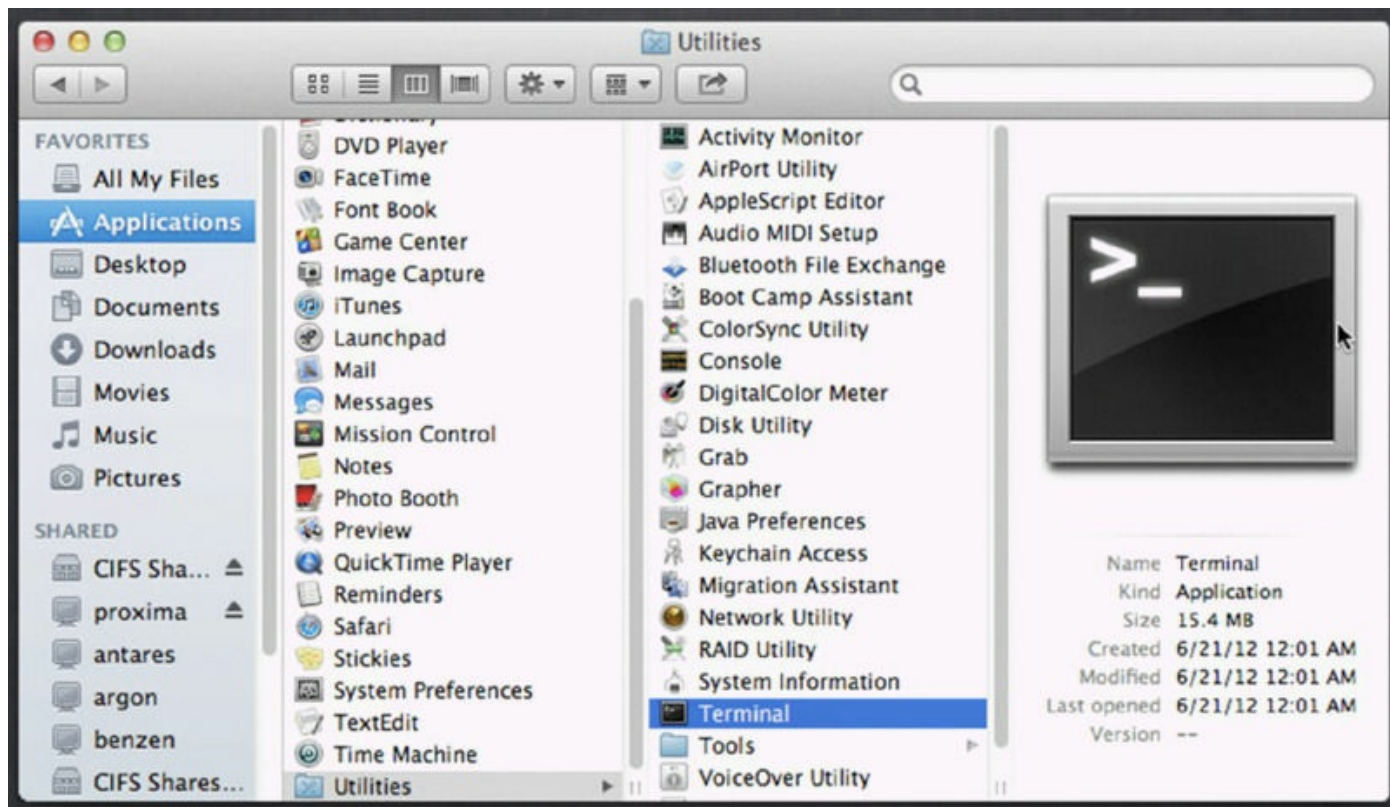 Utilities
FAVORITES
All My Files
Applications
Desktop
Documents
Downloads
Movies
Music
Pictures
SHARED
CIFS Sha...
proxima
antares
argon
benzen
CIFS Shares...
Dictionary
DVD Player
FaceTime
Font Book
Game Center
Image Capture
iTunes
Launchpad
Mail
Messages
Mission Control
Notes
Photo Booth
Preview
QuickTime Player
Reminders
Safari
Stickies
System Preferences
TextEdit
Time Machine
Utilities
Activity Monitor
AirPort Utility
AppleScript Editor
Audio MIDI Setup
Bluetooth File Exchange
Boot Camp Assistant
ColorSync Utility
Console
DigitalColor Meter
Disk Utility
Grab
Grapher
Java Preferences
Keychain Access
Migration Assistant
Network Utility
RAID Utility
System Information
Terminal
Tools
VoiceOver Utility
>_
Name Terminal
Kind Application
Size 15.4 MB
Created 6/21/12 12:01 AM
Modified 6/21/12 12:01 AM
Last opened 6/21/12 12:01 AM
Version --